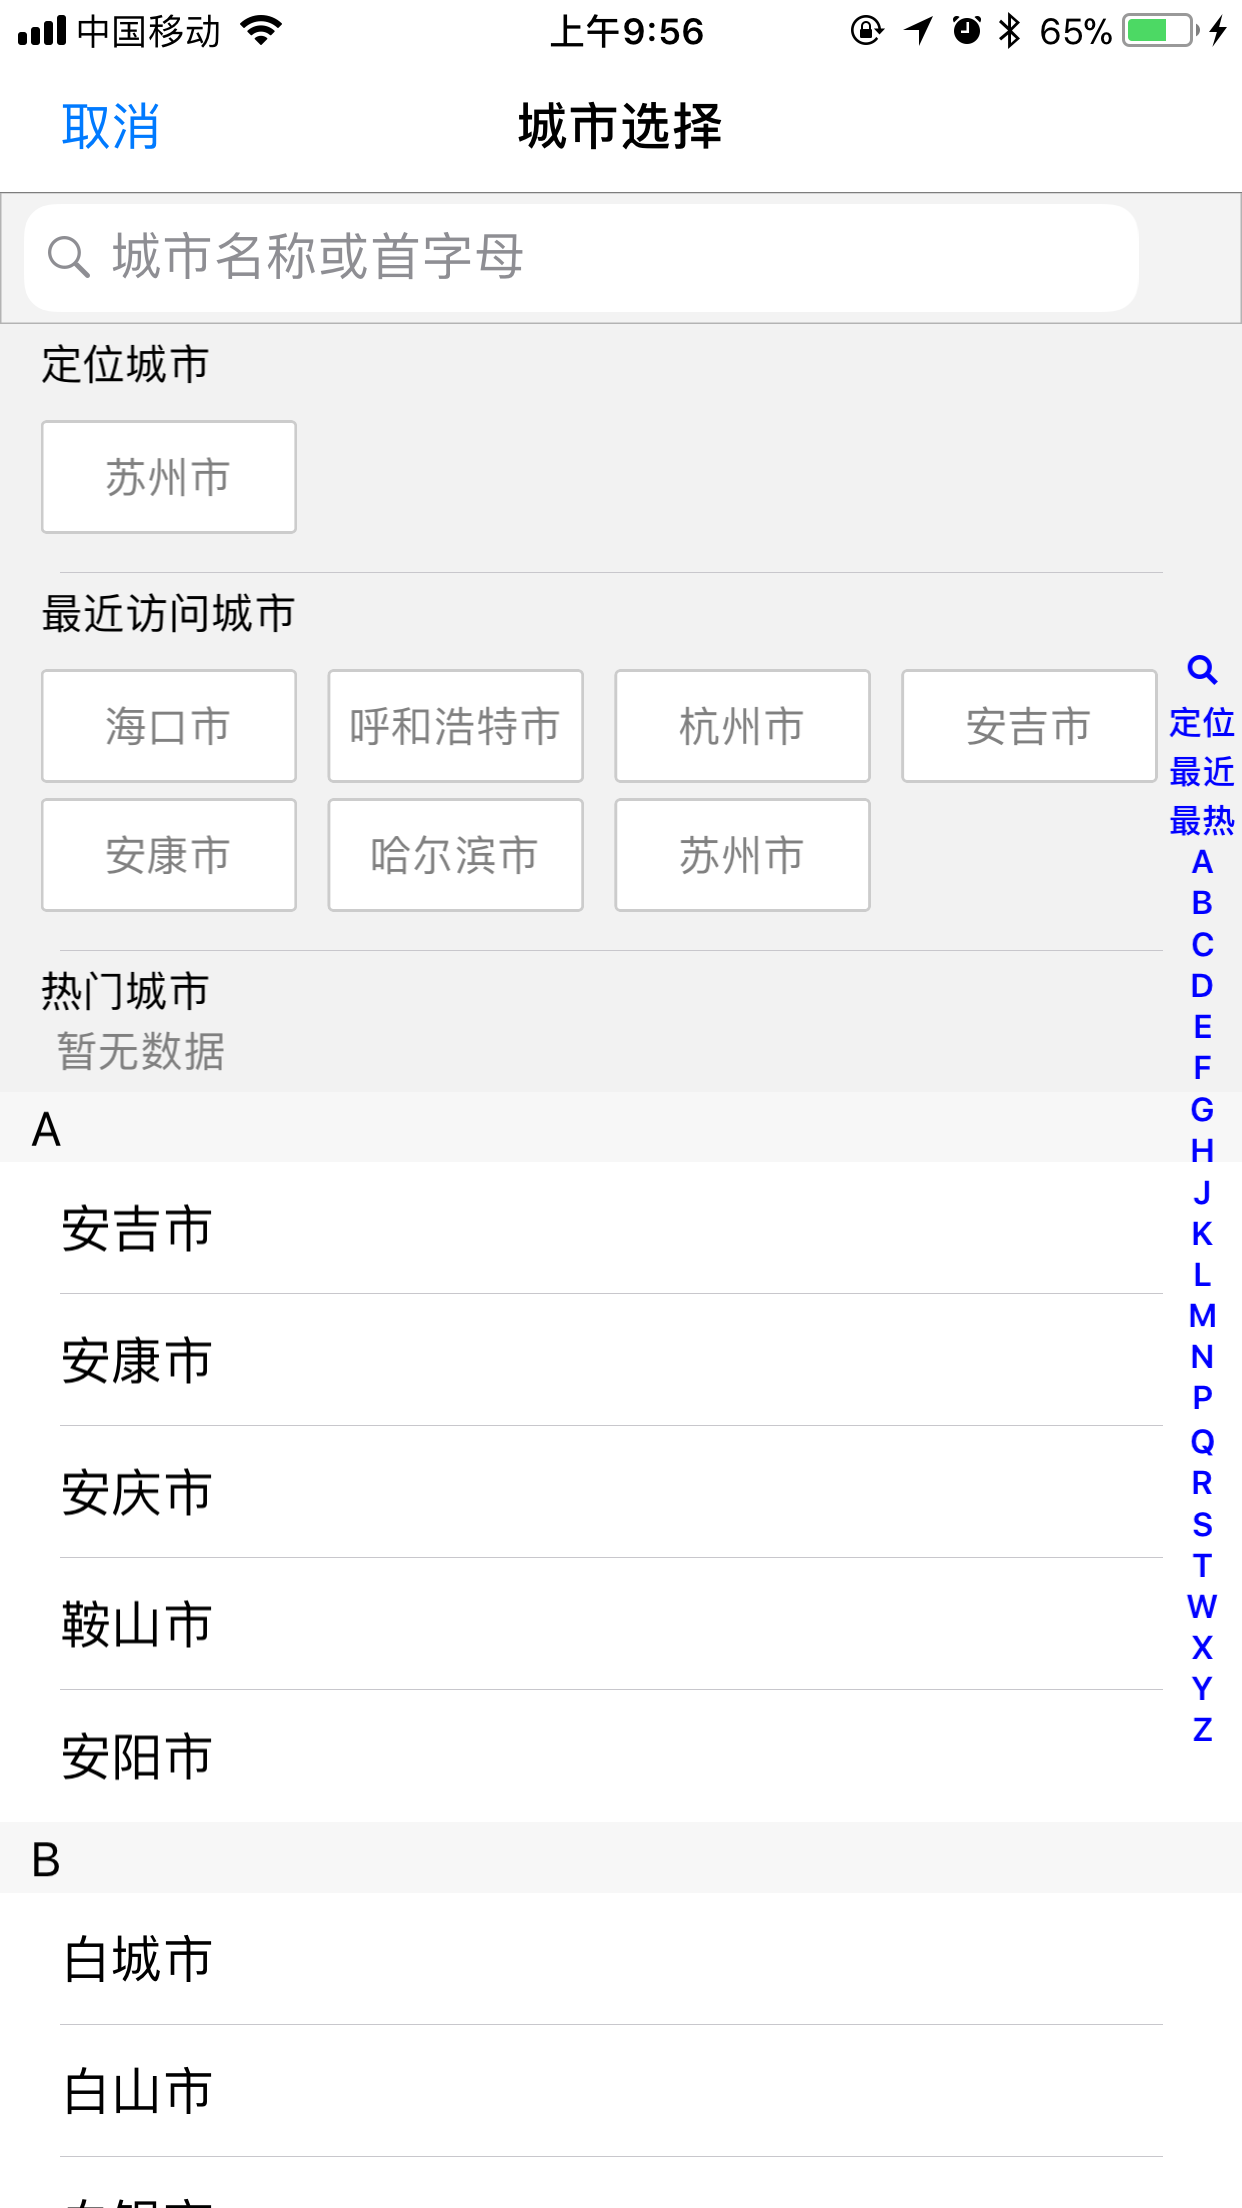 中国移动 上午9:56 65%
取消 城市选择
城市名称或首字母
定位城市
苏州市
最近访问城市
海口市 呼和浩特市 杭州市 安吉市
安康市 哈尔滨市 苏州市
热门城市
暂无数据
A
安吉市
安康市
安庆市
鞍山市
安阳市
B
白城市
白山市
定位
最近
最热
A
B
C
D
E
F
G
H
J
K
L
M
N
P
Q
R
S
T
W
X
Y
Z